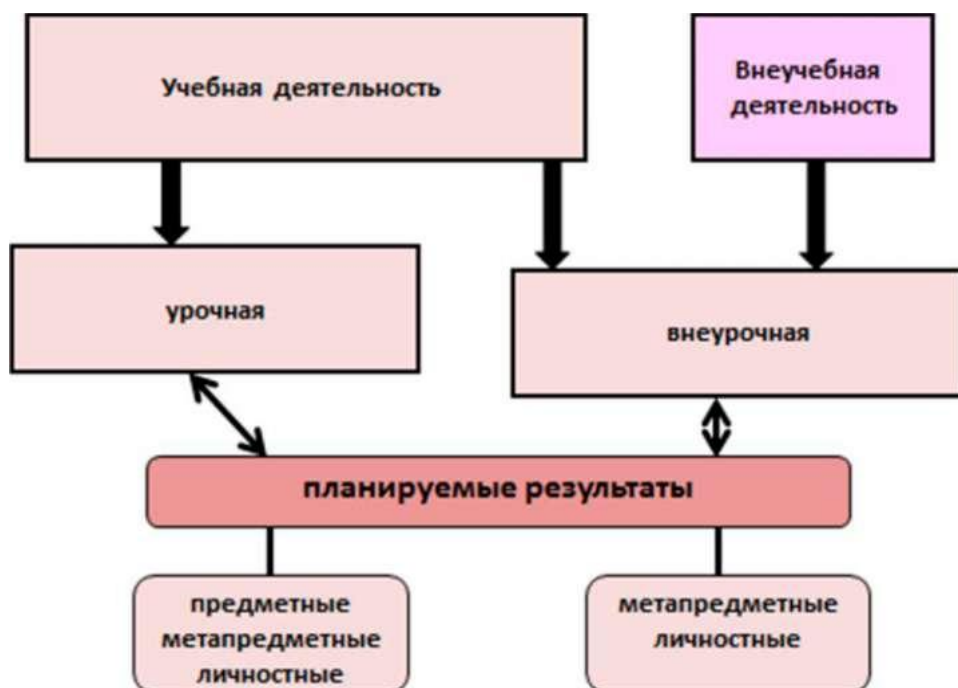 Учебная деятельность
Внеучебная
деятельность
урочная
внеурочная
планируемые результаты
предметные
метапредметные
личностные
метапредметные
личностные